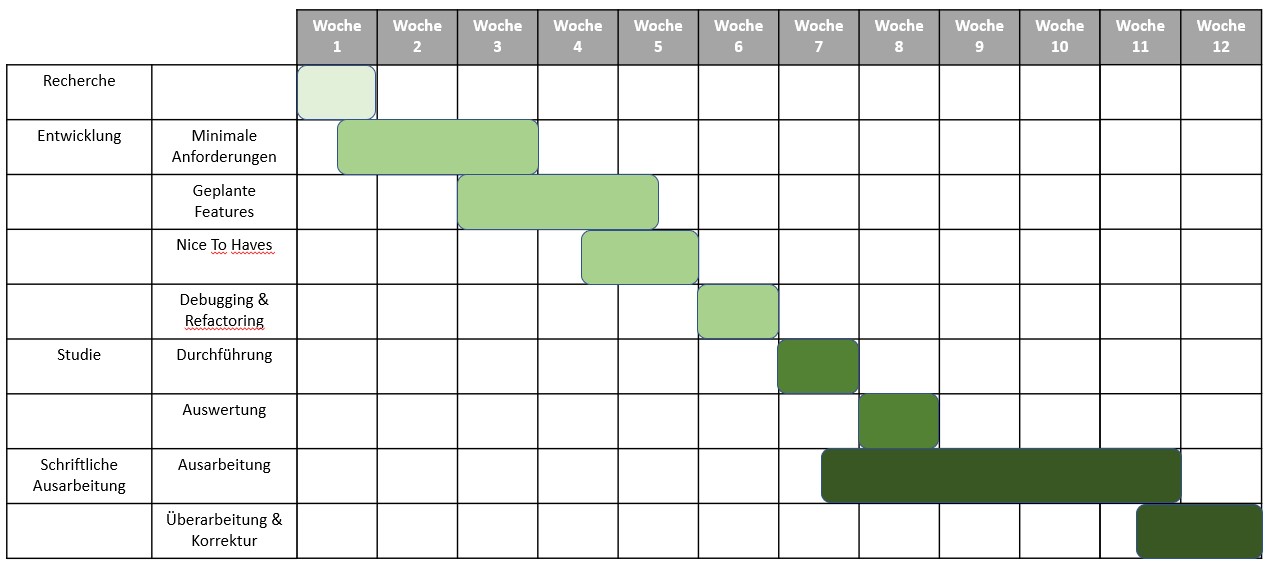 Woche
1
Woche
2
Woche
3
Woche
4
Woche
5
Woche
6
Woche
7
Woche
8
Woche
9
Woche
10
Woche
11
Woche
12
Recherche
Entwicklung
Minimale
Anforderungen
Geplante
Features
Nice To Haves
Debugging &
Refactoring
Studie
Durchführung
Auswertung
Schriftliche
Ausarbeitung
Ausarbeitung
Überarbeitung &
Korrektur